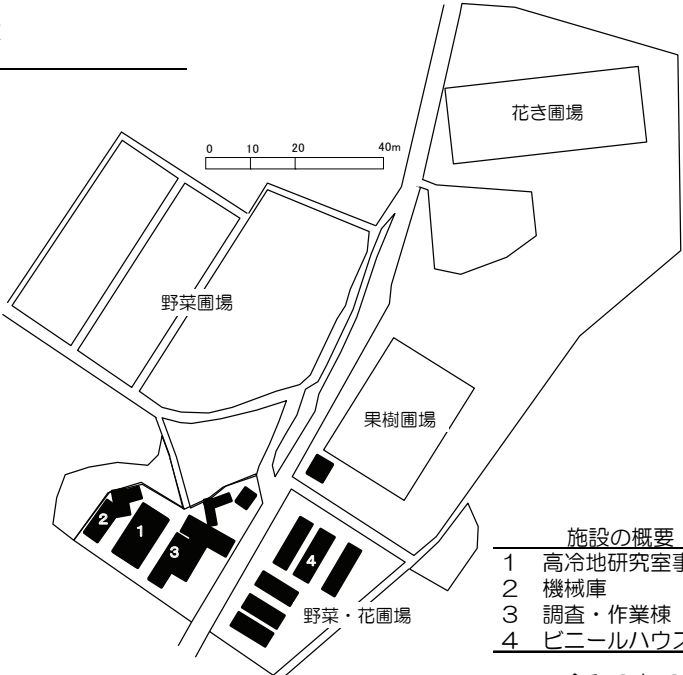 花き圃場
0 10 20 40m
野菜圃場
果樹圃場
2
1
3
4
野菜・花圃場
施設の概要
1 高冷地研究室事
2 機械庫
3 調査・作業棟
4 ビニールハウス